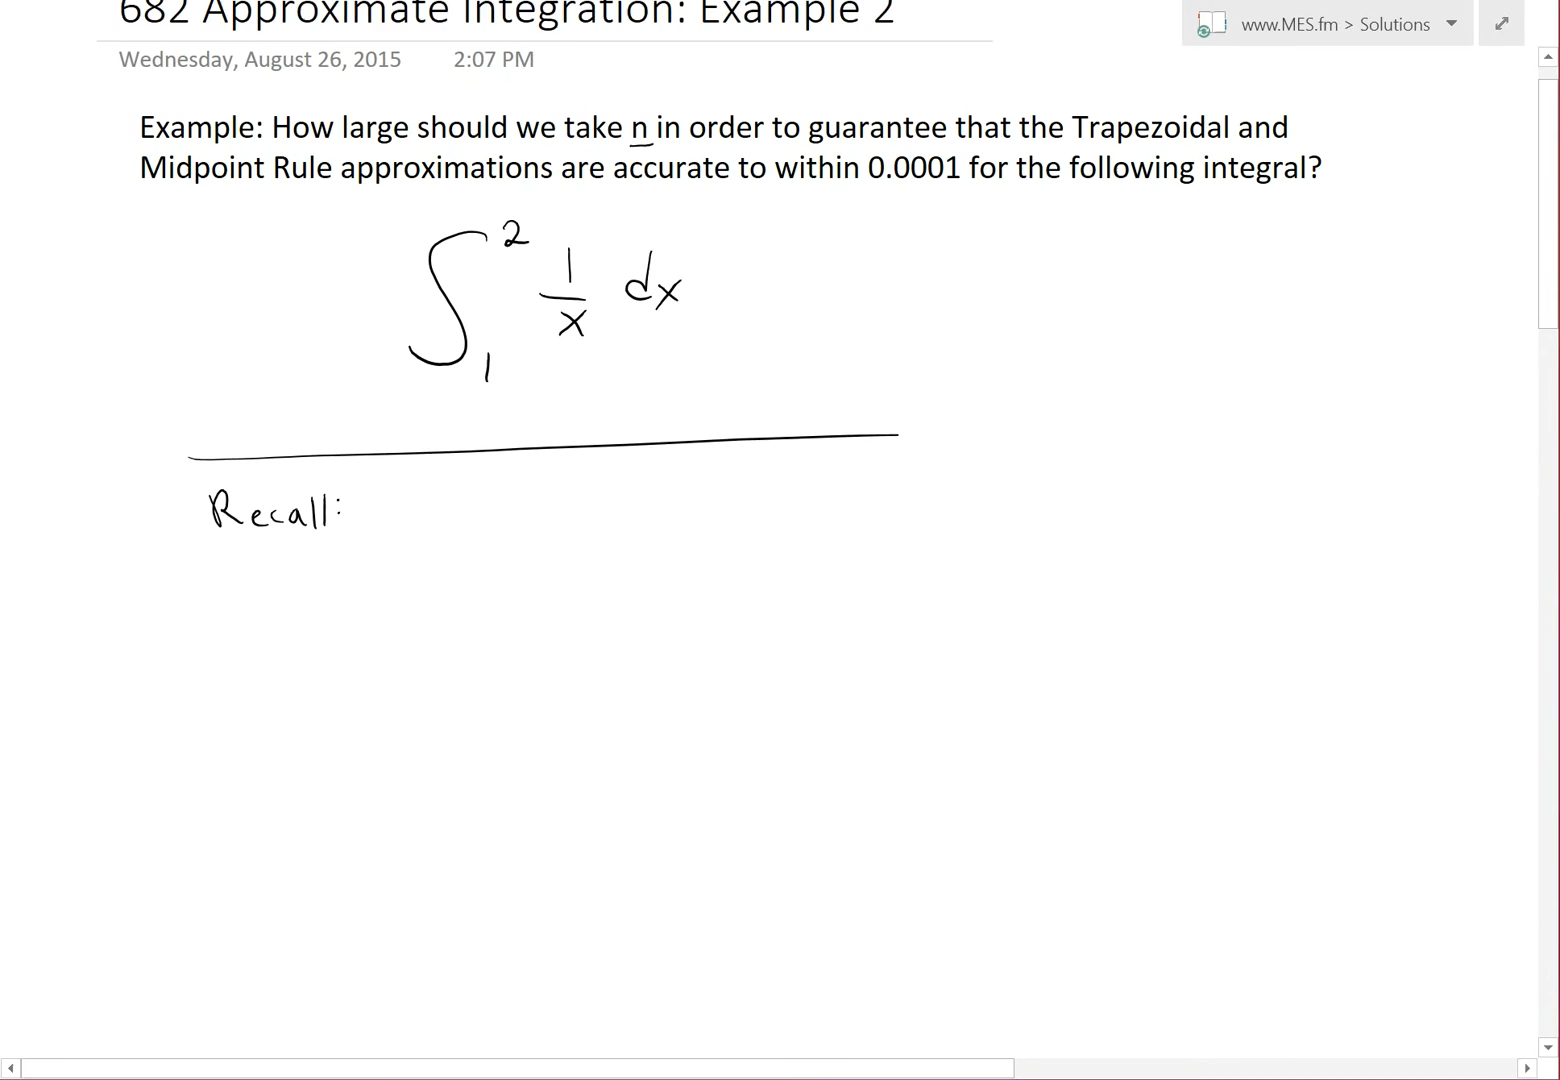 682 Approximate Integration: Example 2
www.MES.fm > Solutions
Wednesday, August 26, 2015 2:07 PM
Example: How large should we take n in order to guarantee that the Trapezoidal and
Midpoint Rule approximations are accurate to within 0.0001 for the following integral?
∫₁² 1/x dx
Recall: